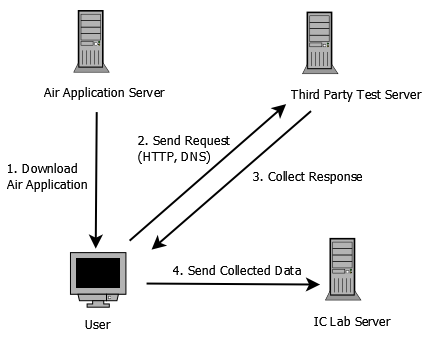 Air Application Server
Third Party Test Server
2. Send Request
(HTTP, DNS)
1. Download
Air Application
3. Collect Response
4. Send Collected Data
User
IC Lab Server